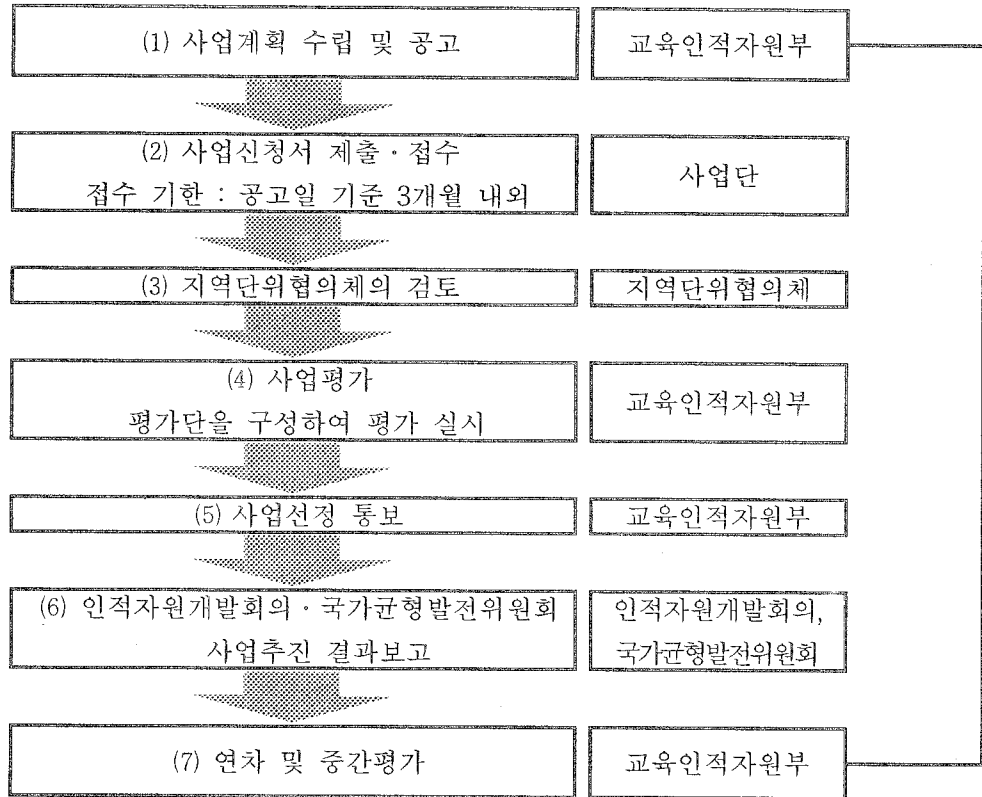 (1) 사업계획 수립 및 공고
교육인적자원부
(2) 사업신청서 제출·접수
접수 기한 : 공고일 기준 3개월 내외
사업단
(3) 지역단위협의체의 검토
지역단위협의체
(4) 사업평가
평가단을 구성하여 평가 실시
교육인적자원부
(5) 사업선정 통보
교육인적자원부
(6) 인적자원개발회의·국가균형발전위원회
사업추진 결과보고
인적자원개발회의,
국가균형발전위원회
(7) 연차 및 중간평가
교육인적자원부